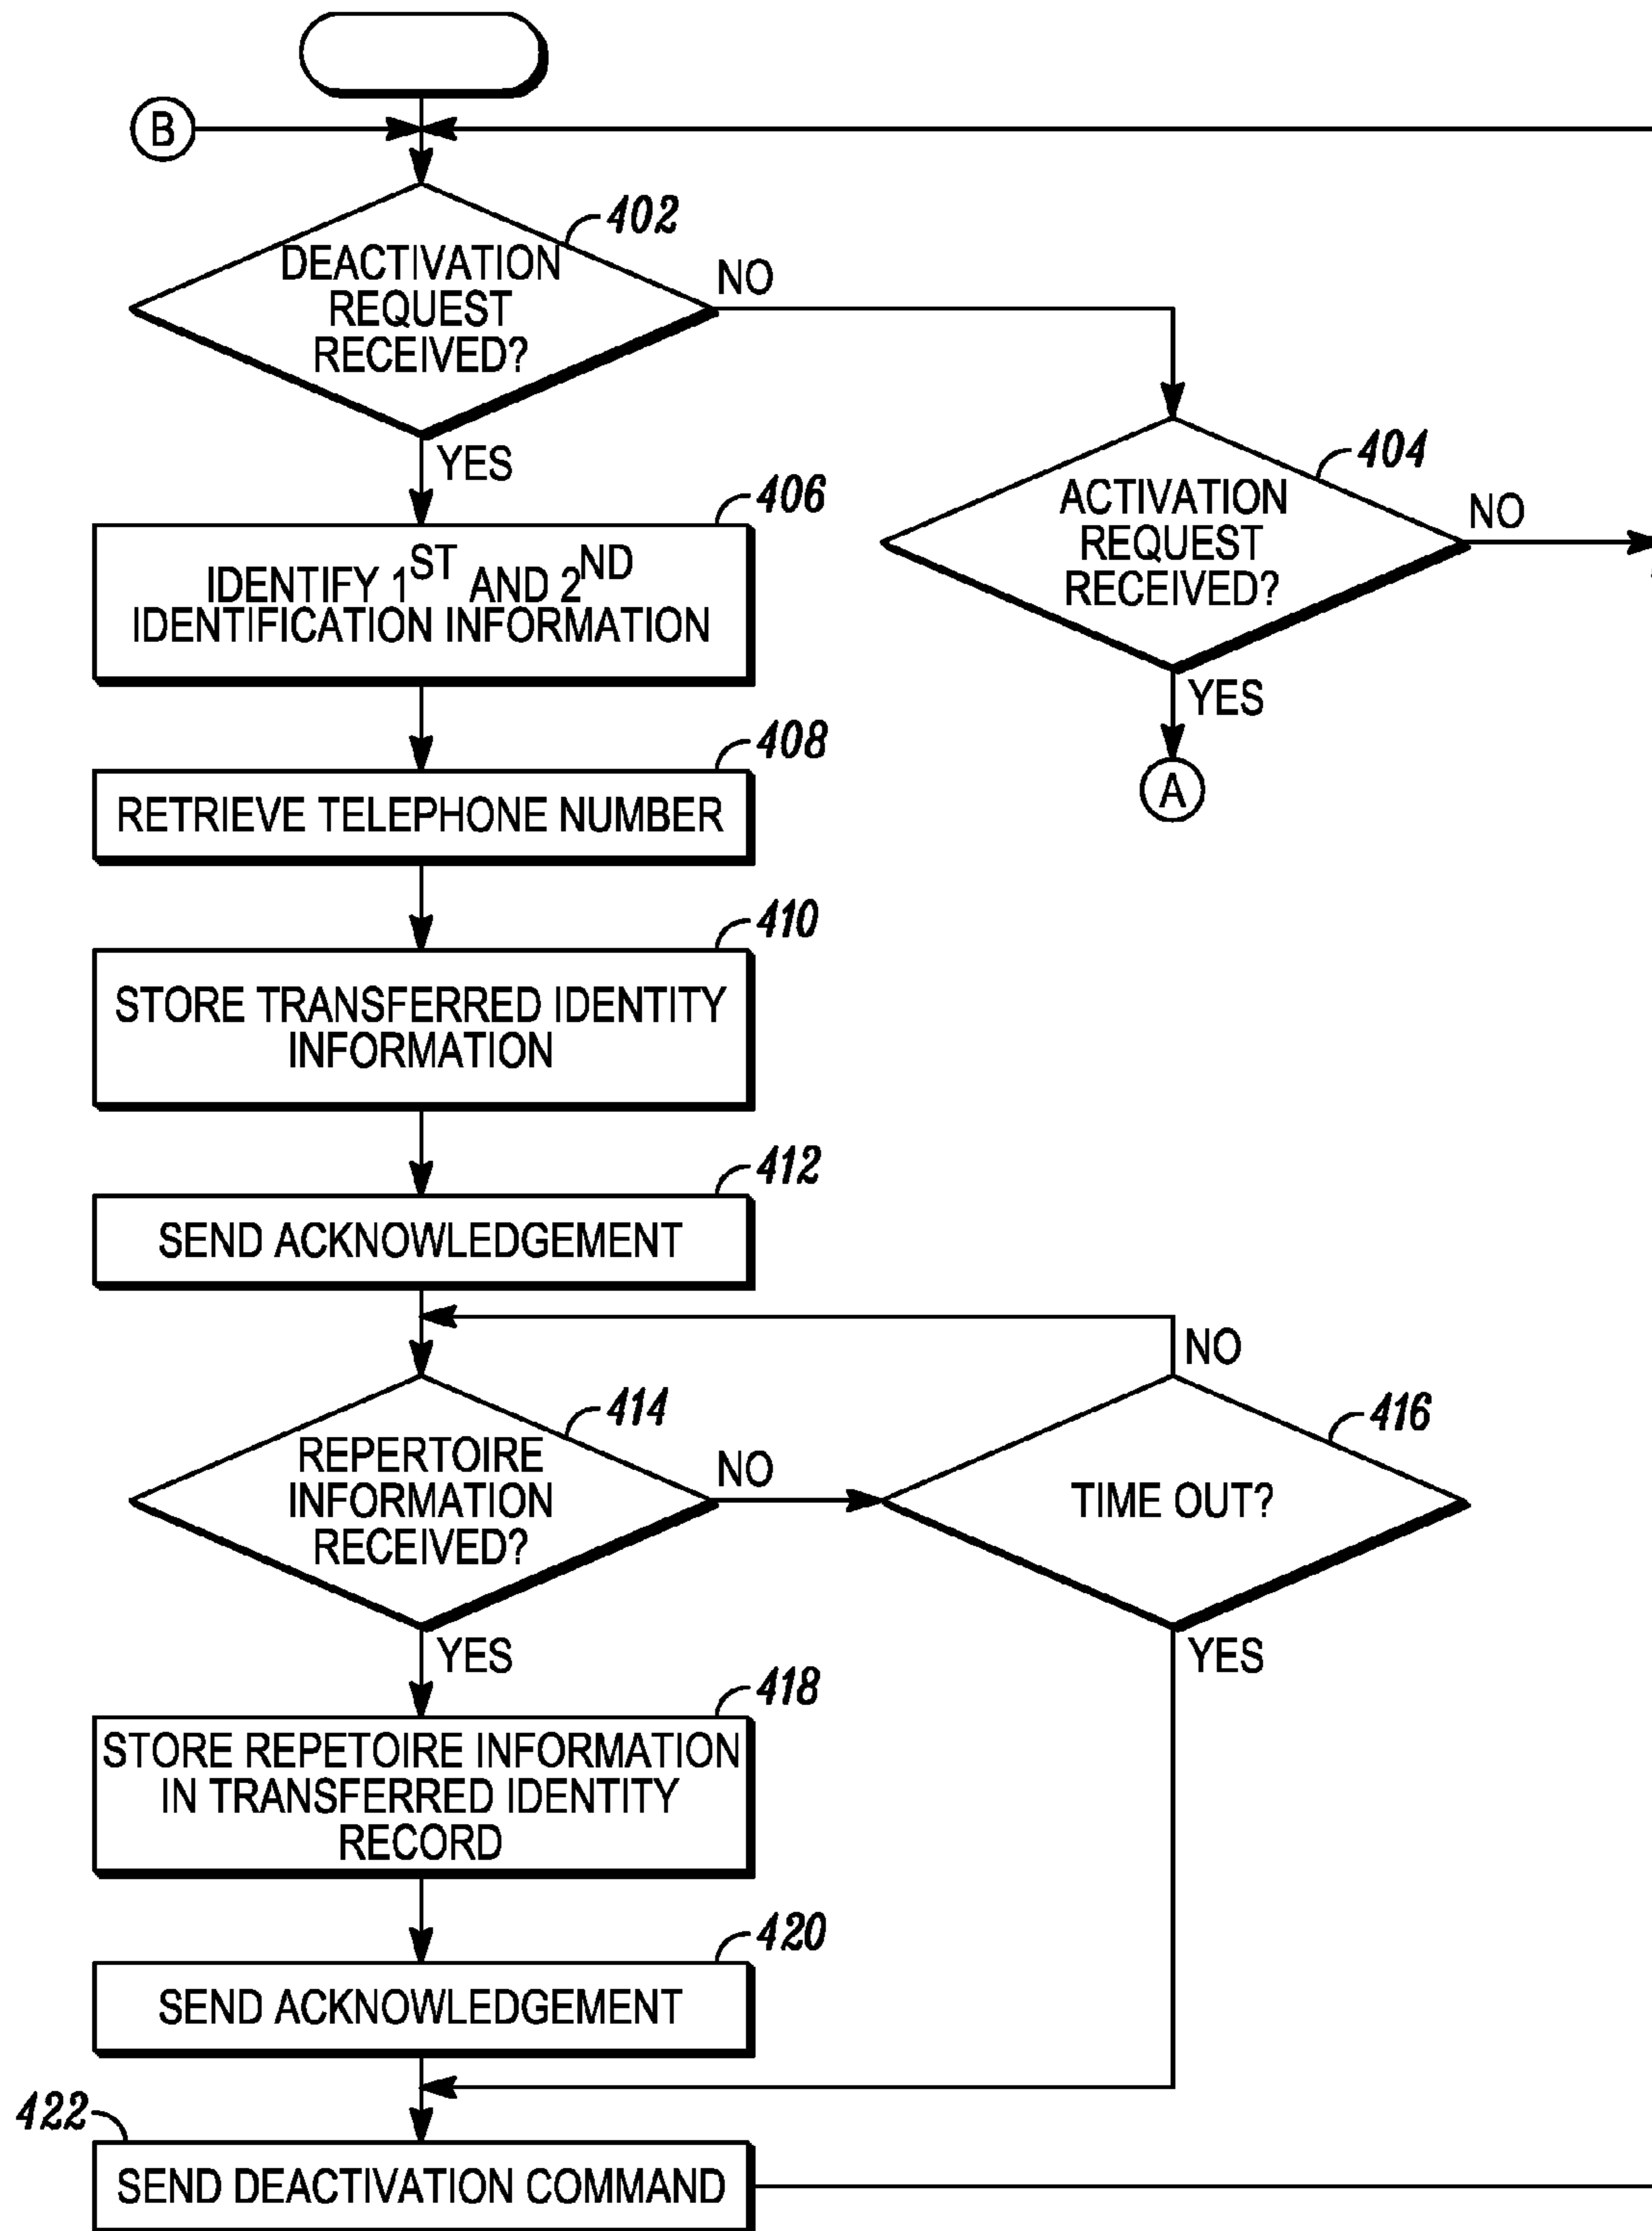 B
402
DEACTIVATION
REQUEST
RECEIVED?
NO
YES
404
ACTIVATION
REQUEST
RECEIVED?
NO
YES
A
406
IDENTIFY 1ST AND 2ND
IDENTIFICATION INFORMATION
408
RETRIEVE TELEPHONE NUMBER
410
STORE TRANSFERRED IDENTITY
INFORMATION
412
SEND ACKNOWLEDGEMENT
414
REPERTOIRE
INFORMATION
RECEIVED?
NO
YES
NO
416
TIME OUT?
YES
418
STORE REPETOIRE INFORMATION
IN TRANSFERRED IDENTITY
RECORD
420
SEND ACKNOWLEDGEMENT
422
SEND DEACTIVATION COMMAND